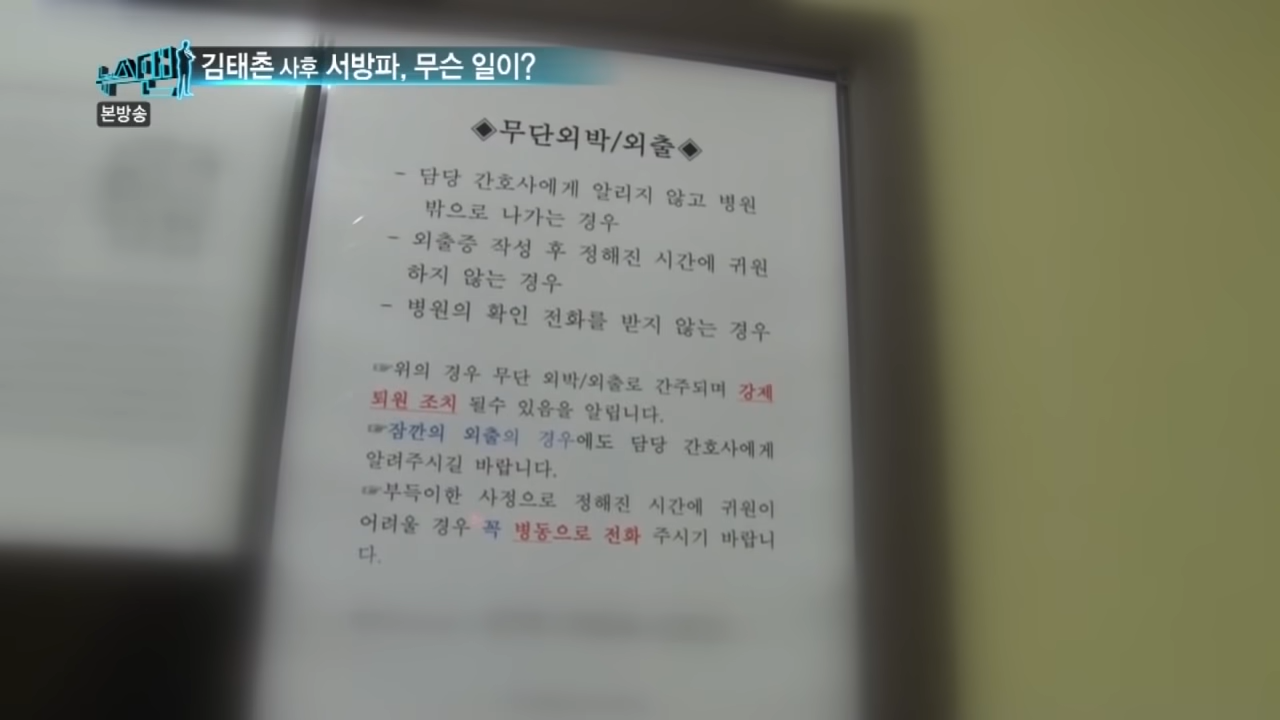 뉴스만비
김태촌 사후 서방파, 무슨 일이?
본방송
◈무단외박/외출◈
- 담당 간호사에게 알리지 않고 병원
밖으로 나가는 경우
- 외출증 작성 후 정해진 시간에 귀원
하지 않는 경우
- 병원의 확인 전화를 받지 않는 경우
☞위의 경우 무단 외박/외출로 간주되며 강제
퇴원 조치 될수 있음을 알립니다.
☞잠깐의 외출의 경우에도 담당 간호사에게
알려주시길 바랍니다.
☞부득이한 사정으로 정해진 시간에 귀원이
어려울 경우 꼭 병동으로 전화 주시기 바랍니
다.